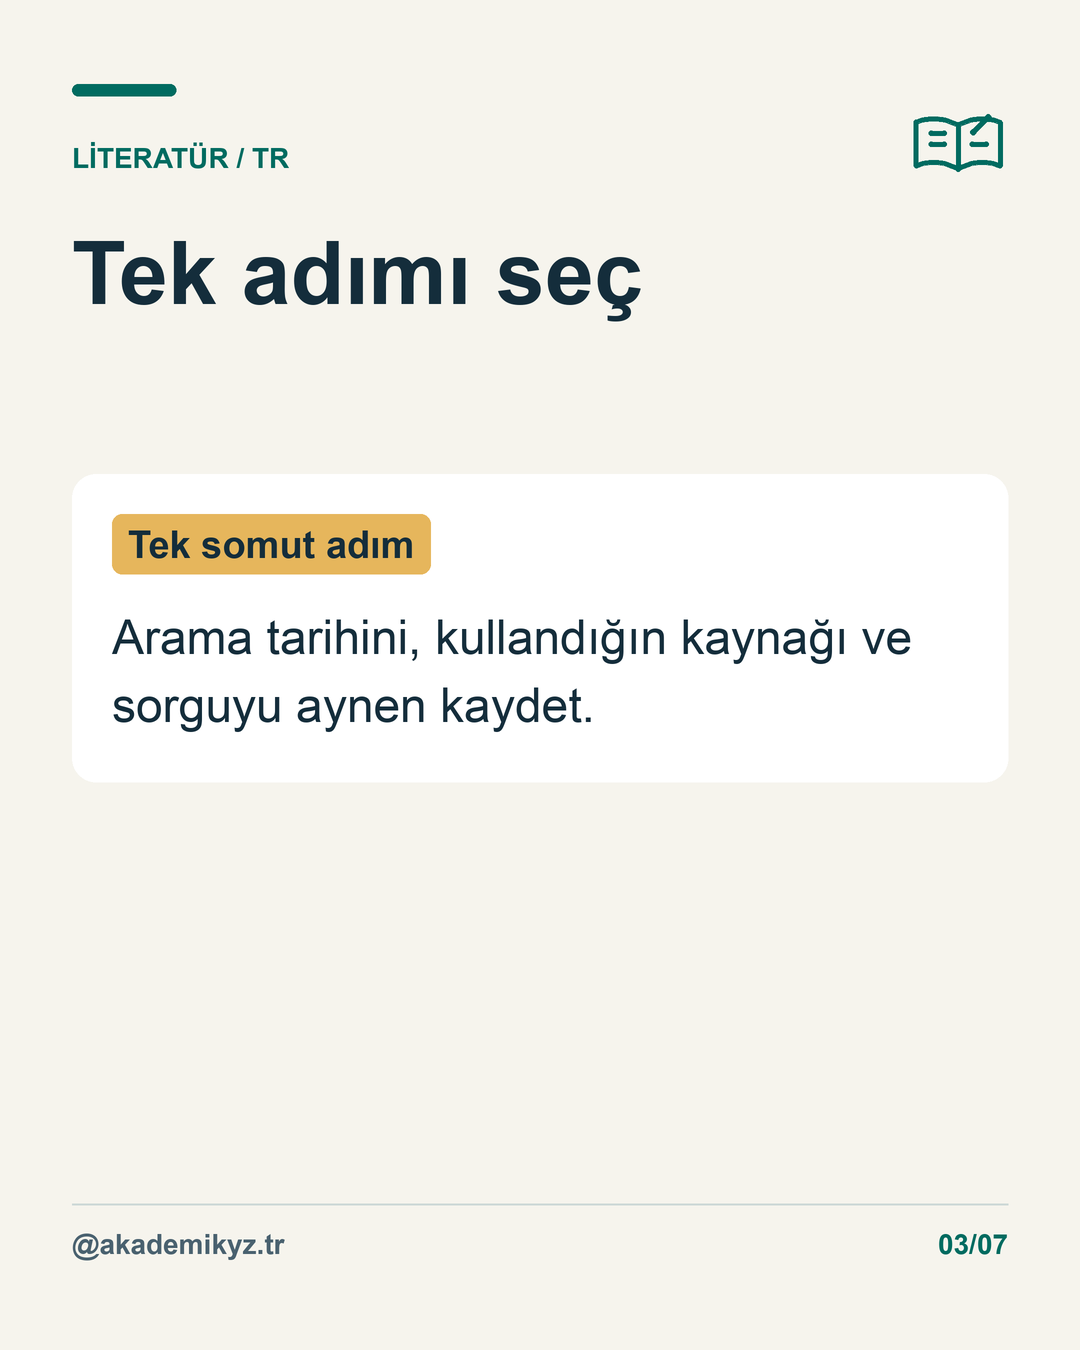 LİTERATÜR / TR
Tek adımı seç
Tek somut adım
Arama tarihini, kullandığın kaynağı ve
sorguyu aynen kaydet.
@akademikyz.tr
03/07